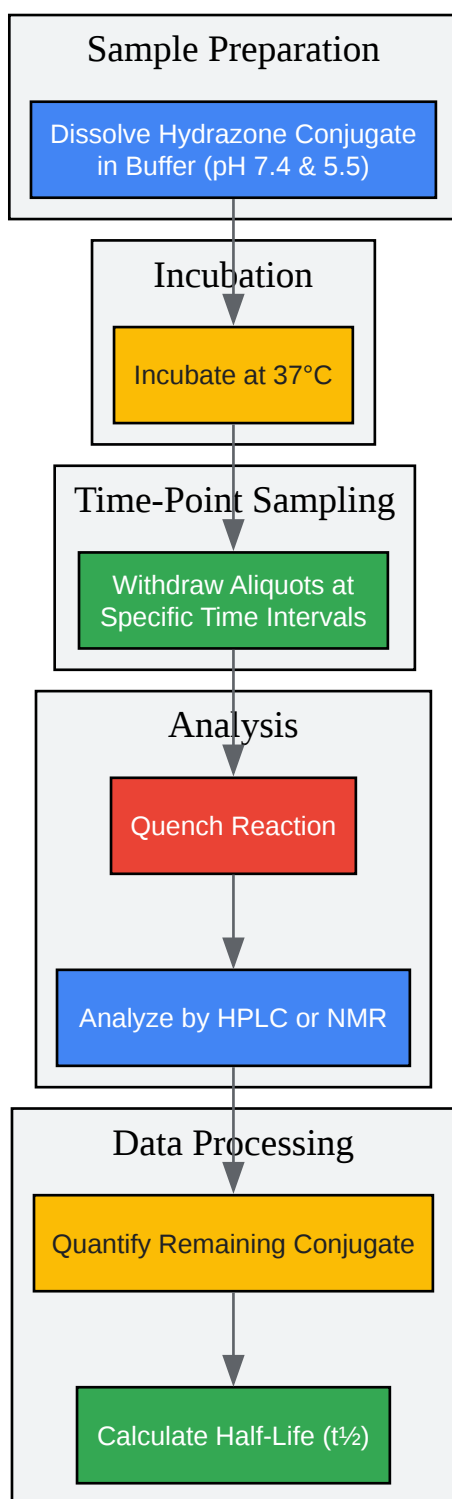 Sample Preparation
Dissolve Hydrazone Conjugate
in Buffer (pH 7.4 & 5.5)
Incubation
Incubate at 37°C
Time-Point Sampling
Withdraw Aliquots at
Specific Time Intervals
Analysis
Quench Reaction
Analyze by HPLC or NMR
Data Processing
Quantify Remaining Conjugate
Calculate Half-Life (t½)